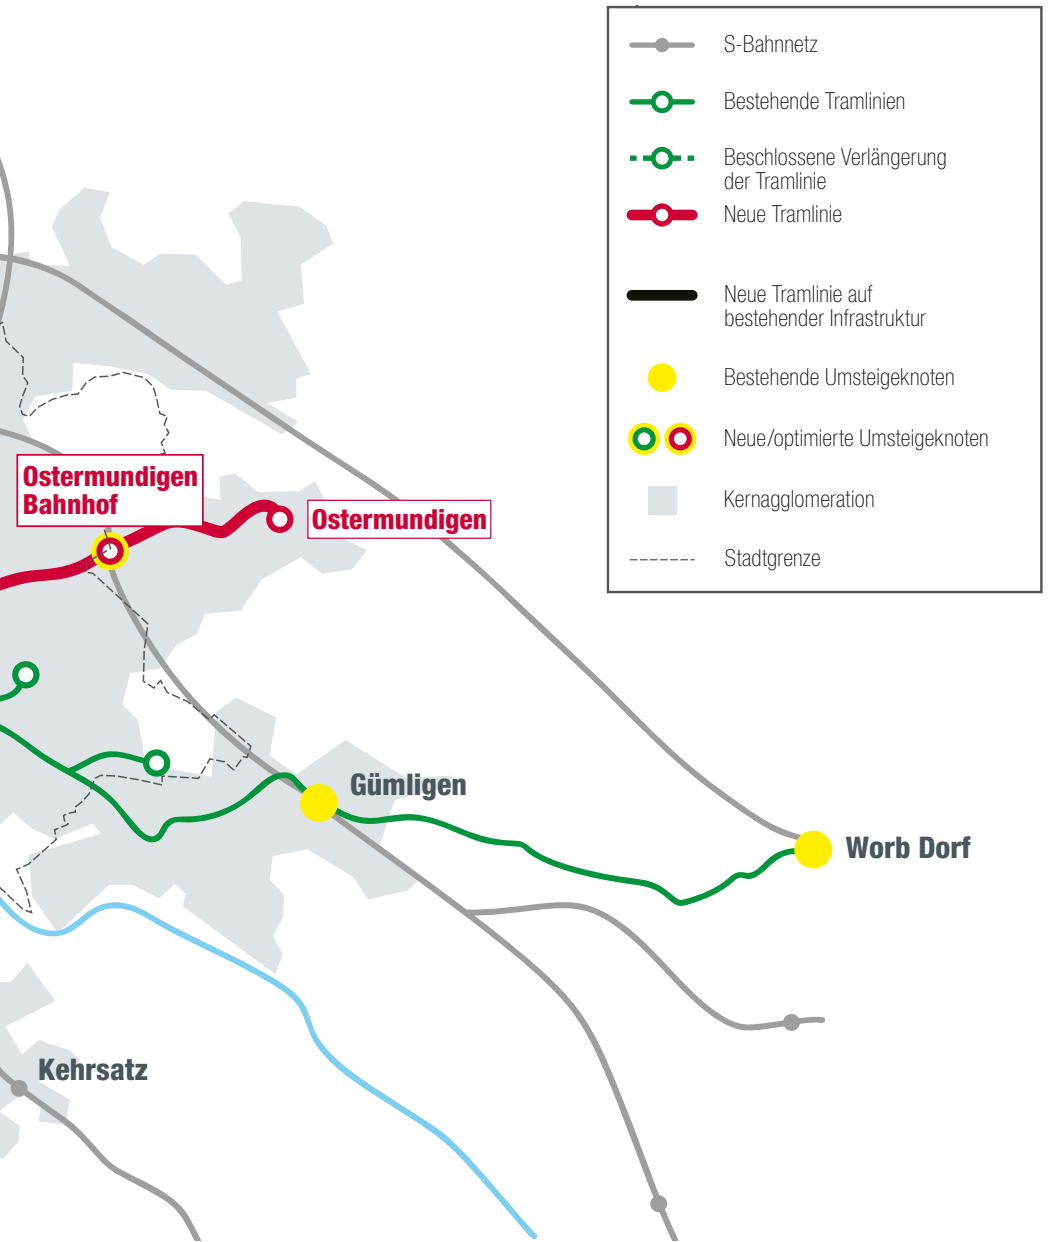 S-Bahnnetz
Bestehende Tramlinien
Beschlossene Verlängerung
der Tramlinie
Neue Tramlinie
Neue Tramlinie auf
bestehender Infrastruktur
Bestehende Umsteigeknoten
Neue/optimierte Umsteigeknoten
Kernagglomeration
Stadtgrenze
Ostermundigen
Bahnhof
Ostermundigen
Gümligen
Worb Dorf
Kehrsatz